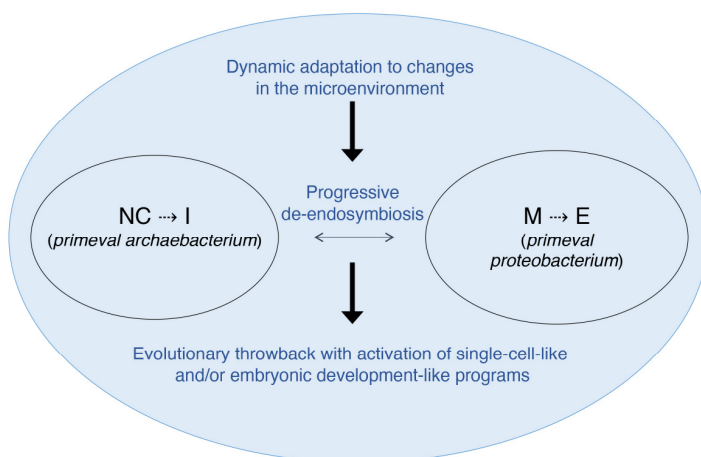 Dynamic adaptation to changes
in the microenvironment
Progressive
de-endosymbiosis
NC ⇢ I
(primeval archaebacterium)
M ⇢ E
(primeval
proteobacterium)
Evolutionary throwback with activation of single-cell-like
and/or embryonic development-like programs